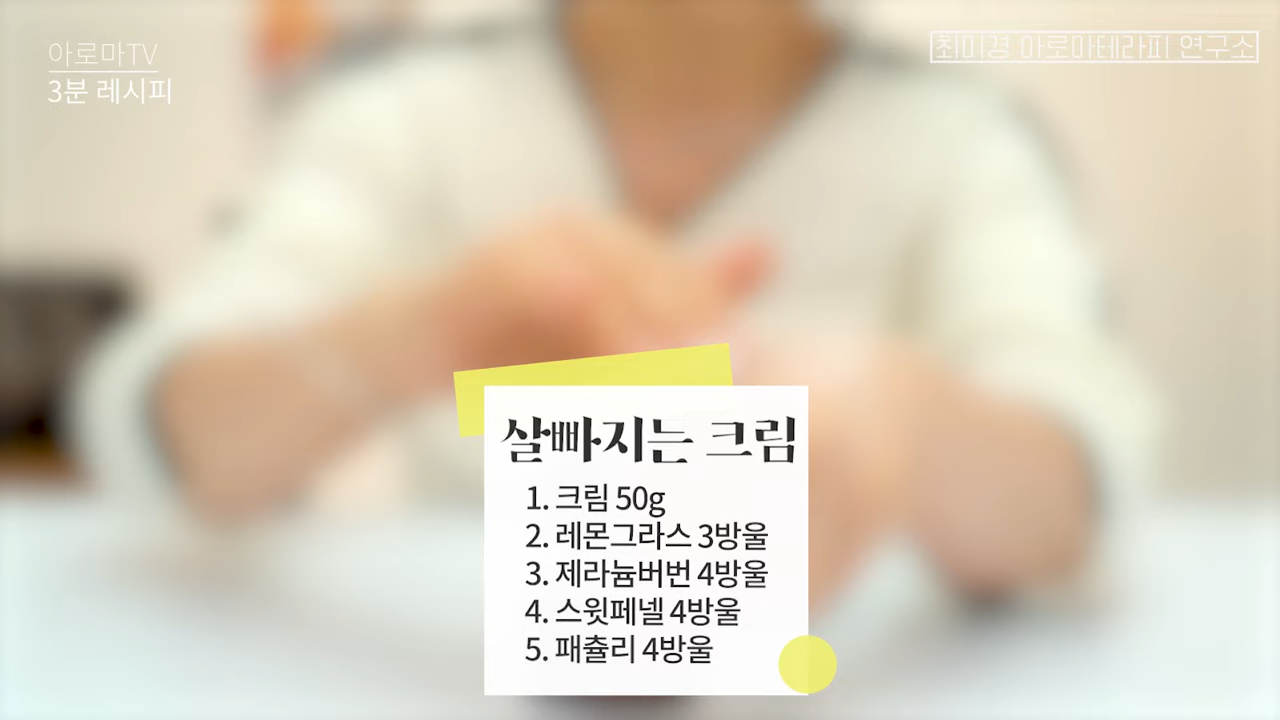 아로마TV
3분 레시피
최미경 아로마테라피 연구소
살빠지는 크림
1. 크림 50g
2. 레몬그라스 3방울
3. 제라늄버번 4방울
4. 스윗페넬 4방울
5. 패츌리 4방울